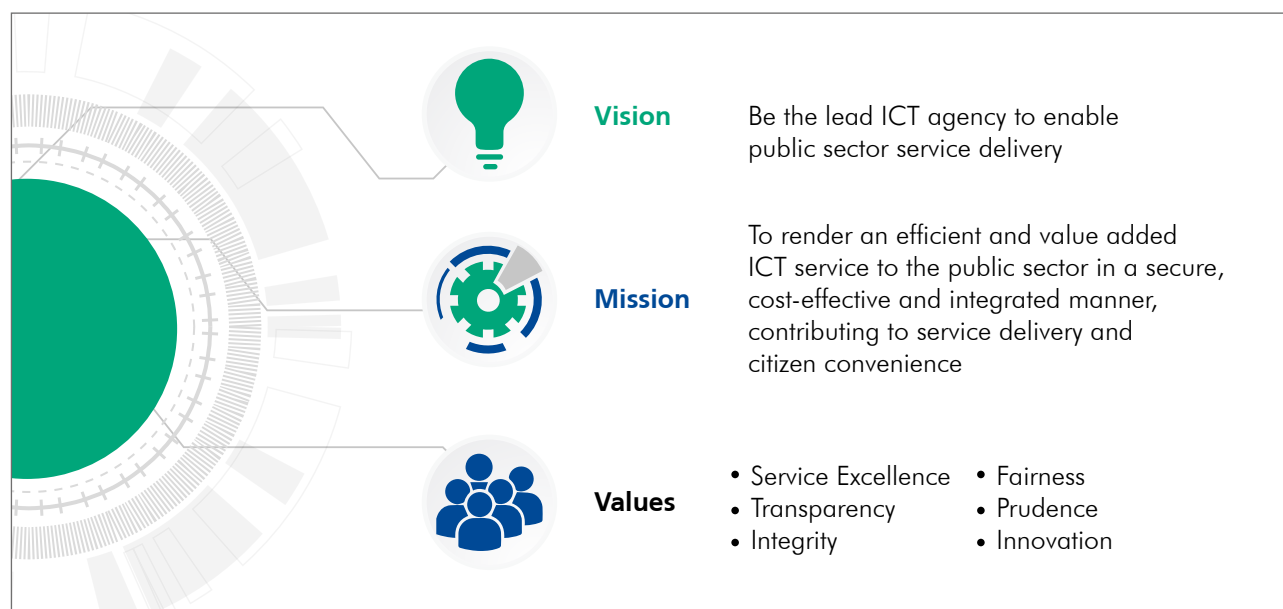 Vision
Be the lead ICT agency to enable
public sector service delivery
Mission
To render an efficient and value added
ICT service to the public sector in a secure,
cost-effective and integrated manner,
contributing to service delivery and
citizen convenience
Values
• Service Excellence
• Transparency
• Integrity
• Fairness
• Prudence
• Innovation